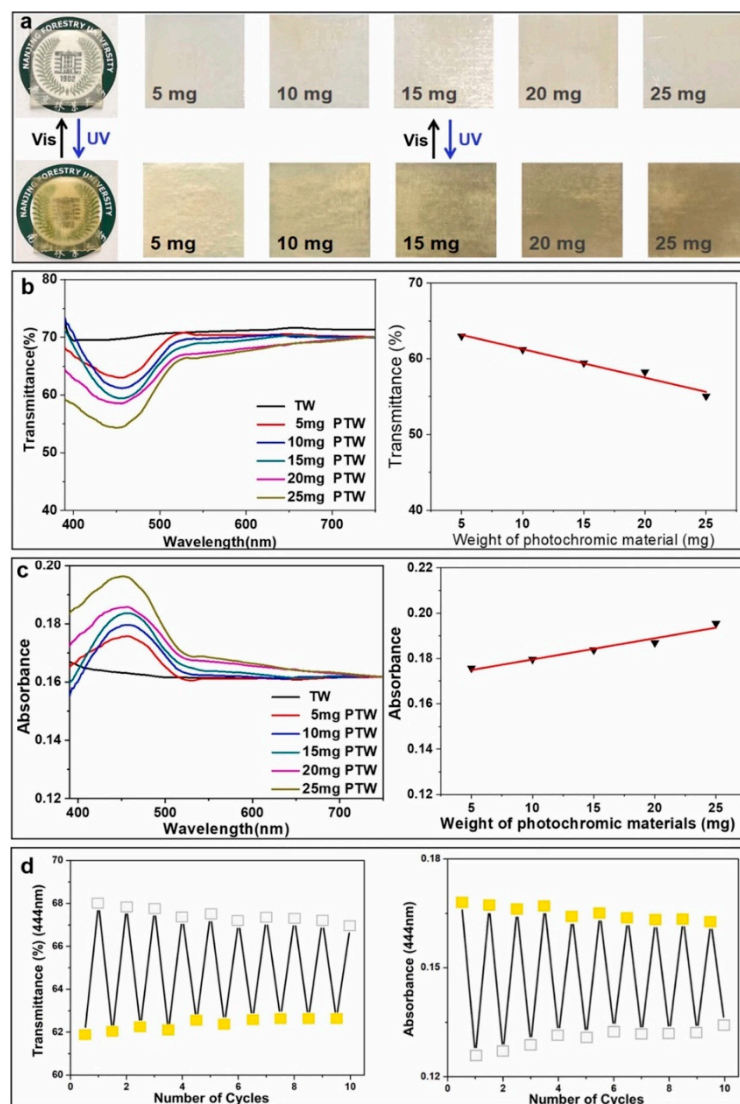 a
NANJING FORESTRY UNIVERSITY
1902
5 mg
10 mg
15 mg
20 mg
25 mg
Vis
UV
Vis
UV
NANJING FORESTRY UNIVERSITY
5 mg
10 mg
15 mg
20 mg
25 mg
b
80
70
60
50
40
Transmittance(%)
TW
5mg PTW
10mg PTW
15mg PTW
20mg PTW
25mg PTW
400
500
600
700
Wavelength(nm)
70
60
50
40
Transmittance (%)
5
10
15
20
25
Weight of photochromic material (mg)
c
0.20
0.18
0.16
0.14
0.12
Absorbance
TW
5mg PTW
10mg PTW
15mg PTW
20mg PTW
25mg PTW
400
500
600
700
Wavelength(nm)
0.22
0.20
0.18
0.16
0.14
0.12
Absorbance
5
10
15
20
25
Weight of photochromic materials (mg)
d
70
68
66
64
62
60
Transmittance (%) (444nm)
0
2
4
6
8
10
Number of Cycles
0.18
0.15
0.12
Absorbance (444nm)
0
2
4
6
8
10
Number of Cycles